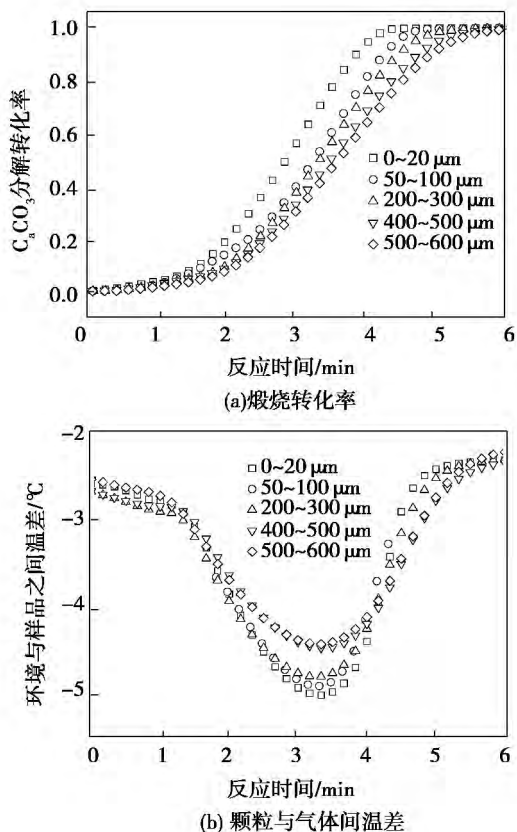 1.0
0.8
0.6
0.4
0.2
0.0
CaCO₃分解转化率
0~20 μm
50~100 μm
200~300 μm
400~500 μm
500~600 μm
0 1 2 3 4 5 6
反应时间/min
(a)煅烧转化率
-2
-3
-4
-5
环境与样品之间温差/℃
0~20 μm
50~100 μm
200~300 μm
400~500 μm
500~600 μm
0 1 2 3 4 5 6
反应时间/min
(b) 颗粒与气体间温差